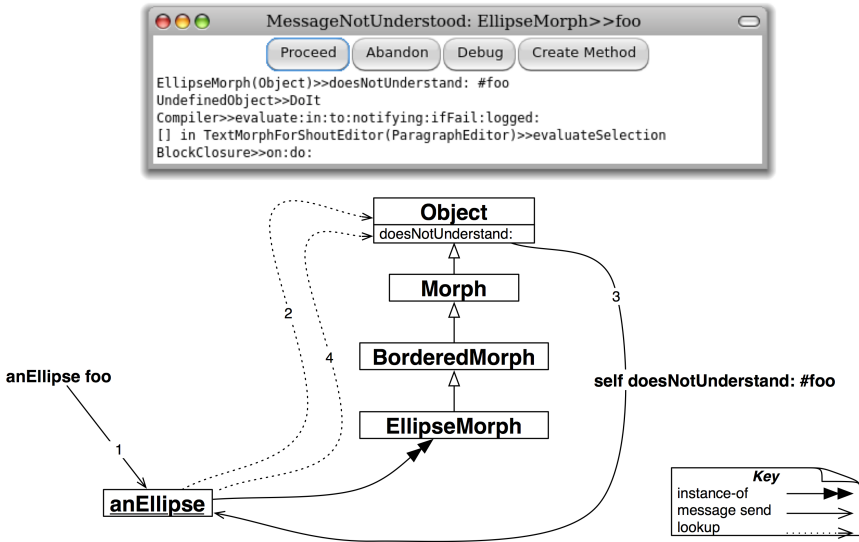 MessageNotUnderstood: EllipseMorph>>foo
Proceed Abandon Debug Create Method
EllipseMorph(Object)>>doesNotUnderstand: #foo
UndefinedObject>>DoIt
Compiler>>evaluate:in:to:notifying:ifFail:logged:
[] in TextMorphForShoutEditor(ParagraphEditor)>>evaluateSelection
BlockClosure>>on:do:
Object
doesNotUnderstand:
Morph
3
2
BorderedMorph
4
anEllipse foo
self doesNotUnderstand: #foo
EllipseMorph
1
anEllipse
Key
instance-of
message send
lookup